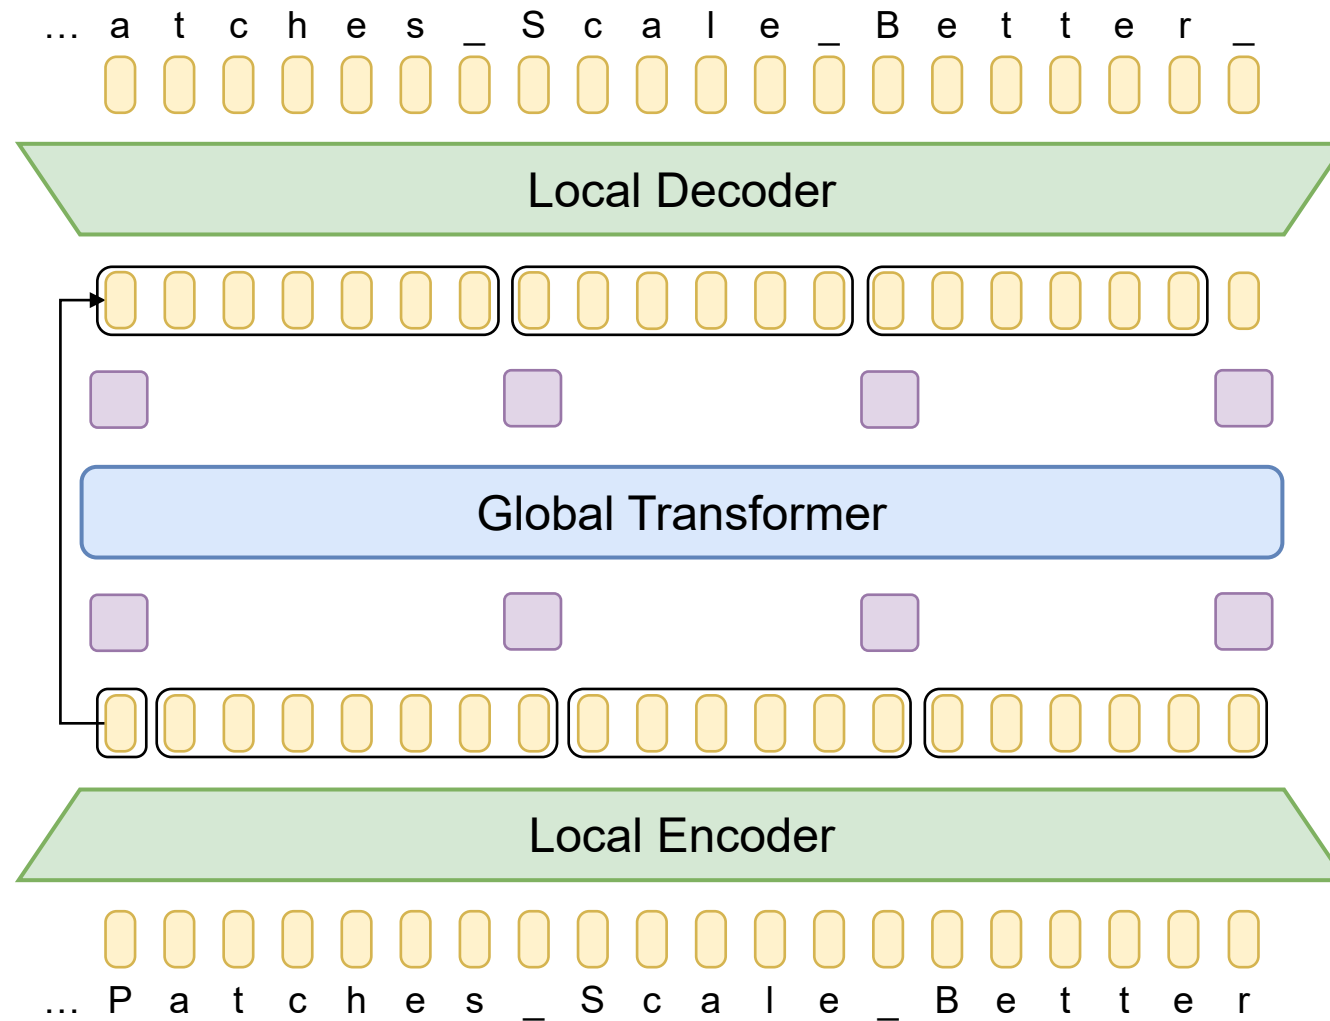 ... a t c h e s _ S c a l e _ B e t t e r _
Local Decoder
Global Transformer
Local Encoder
... P a t c h e s _ S c a l e _ B e t t e r